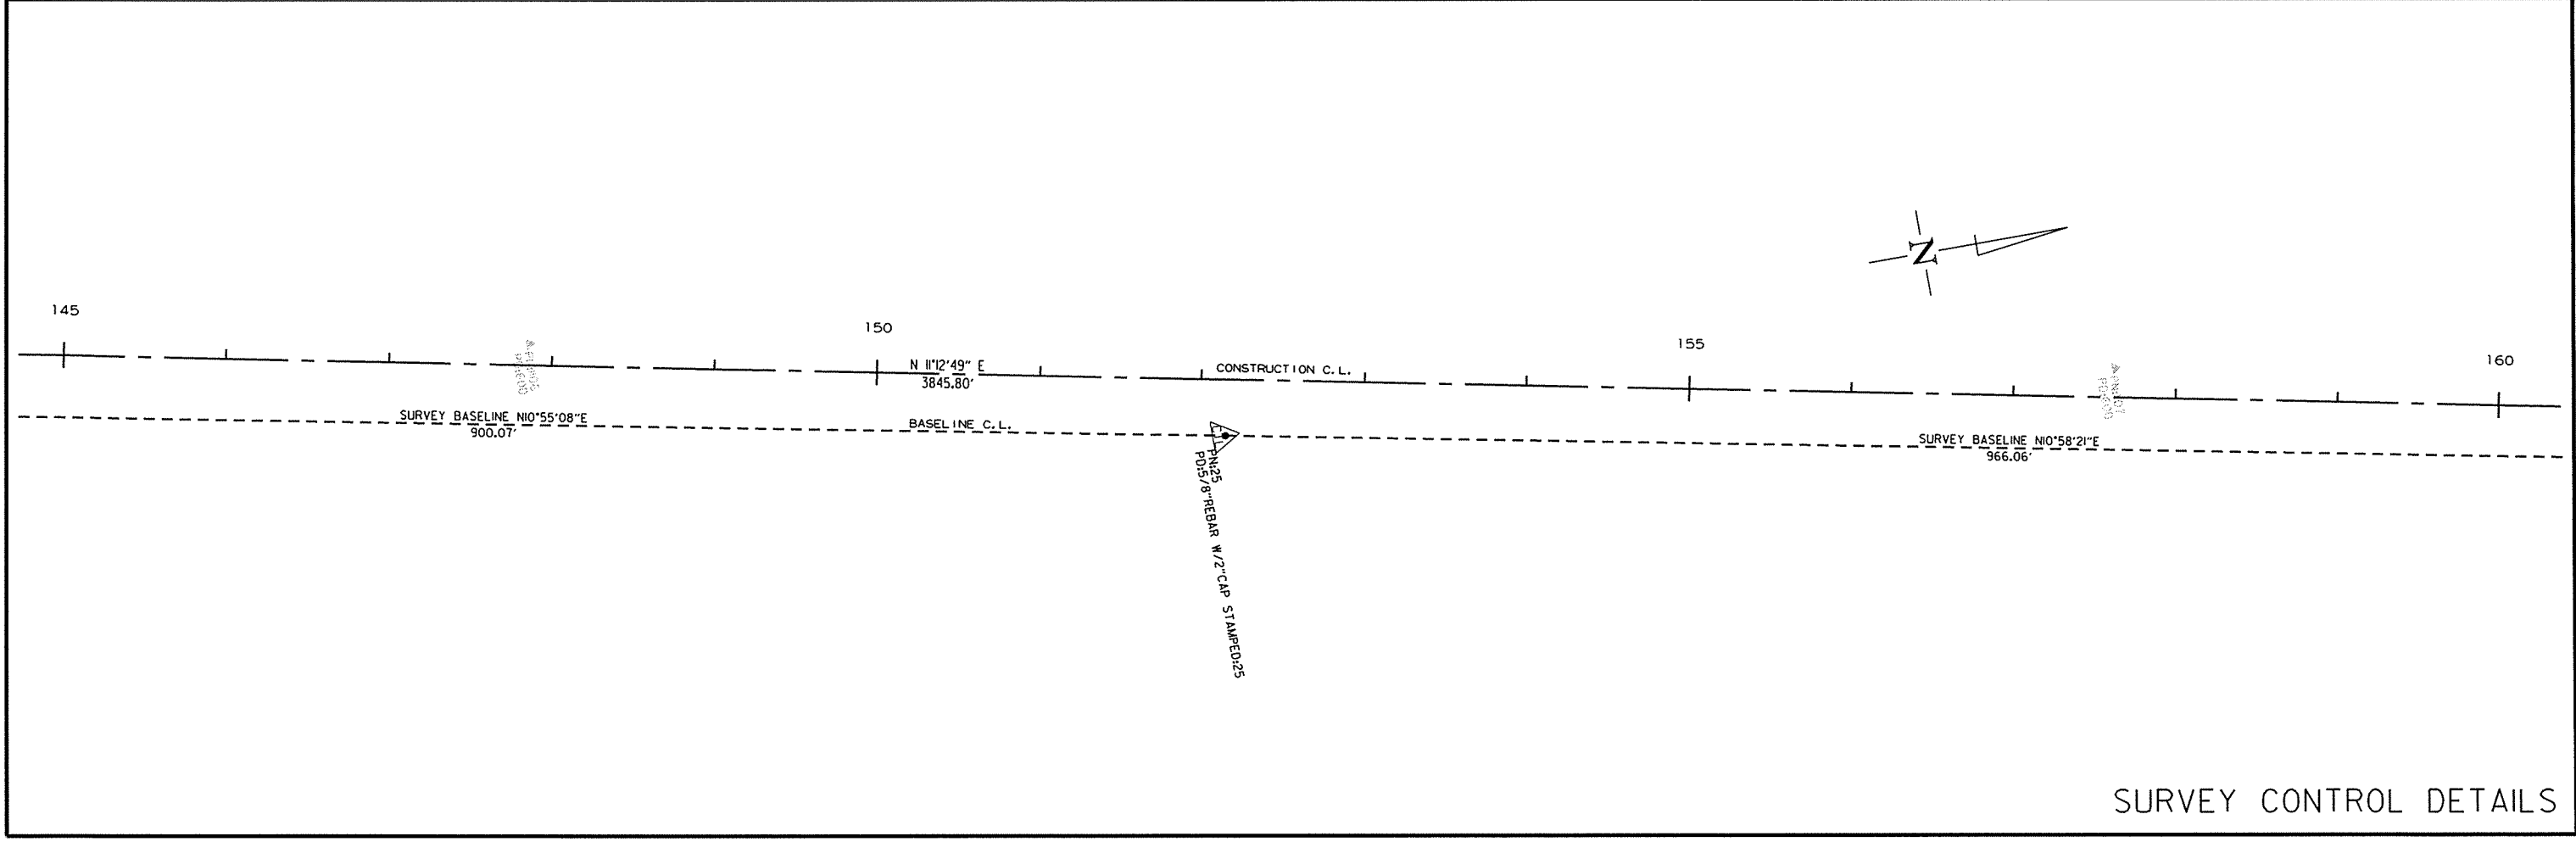 145
150
155
160
N 11°12'49" E
3845.80'
CONSTRUCTION C.L.
SURVEY BASELINE N10°55'08"E
900.07'
BASELINE C.L.
SURVEY BASELINE N10°58'21"E
966.06'
N
PN:25
PD:5/8"REBAR W/2"CAP STAMPED:25
SURVEY CONTROL DETAILS